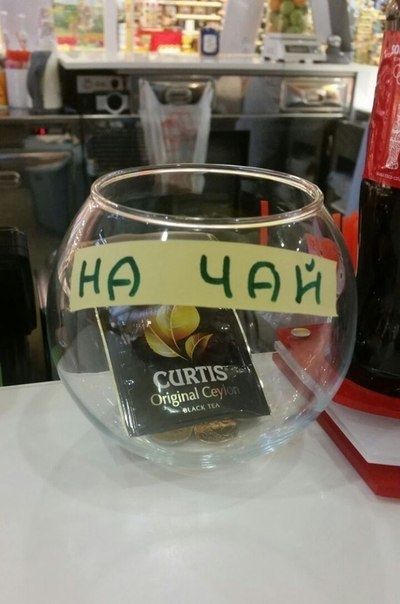 НА ЧАЙ
CURTIS
Original Ceylon
BLACK TEA